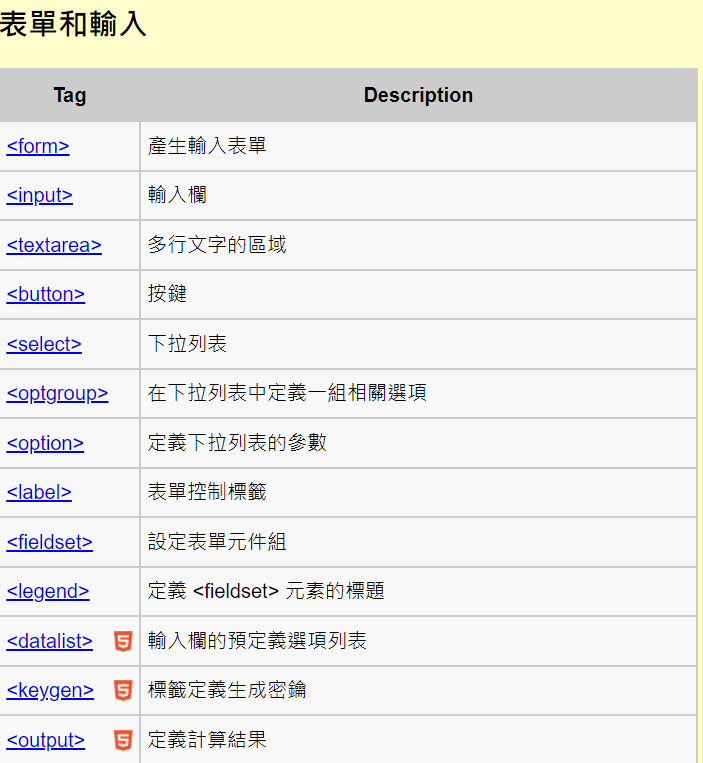 表單和輸入
Tag Description
<form> 產生輸入表單
<input> 輸入欄
<textarea> 多行文字的區域
<button> 按鍵
<select> 下拉列表
<optgroup> 在下拉列表中定義一組相關選項
<option> 定義下拉列表的參數
<label> 表單控制標籤
<fieldset> 設定表單元件組
<legend> 定義 <fieldset> 元素的標題
<datalist> 5 輸入欄的預定義選項列表
<keygen> 5 標籤定義生成密鑰
<output> 5 定義計算結果